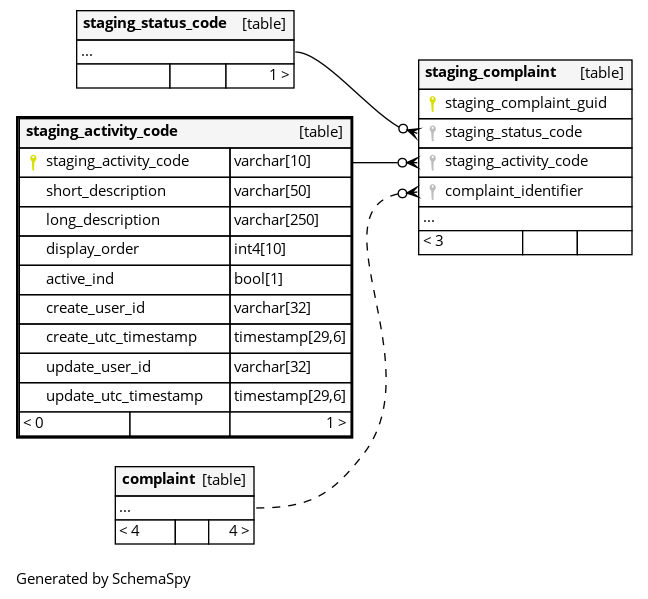 staging_status_code [table]
...
1 >
staging_complaint [table]
staging_complaint_guid
staging_status_code
staging_activity_code
complaint_identifier
...
< 3
staging_activity_code [table]
staging_activity_code varchar[10]
short_description varchar[50]
long_description varchar[250]
display_order int4[10]
active_ind bool[1]
create_user_id varchar[32]
create_utc_timestamp timestamp[29,6]
update_user_id varchar[32]
update_utc_timestamp timestamp[29,6]
< 0 1 >
complaint [table]
...
< 4 4 >
Generated by SchemaSpy